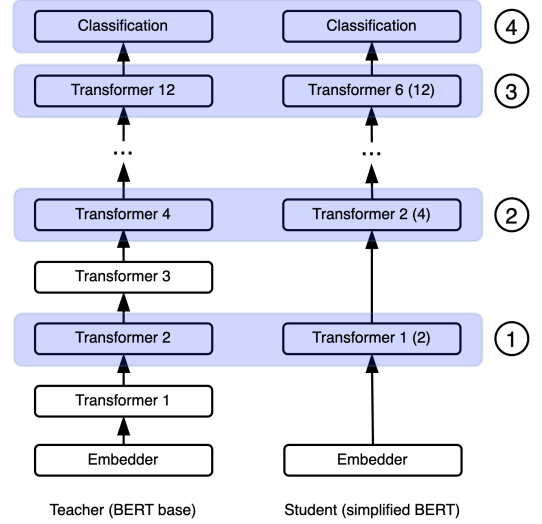 Classification Classification 4
Transformer 12 Transformer 6 (12) 3
... ...
Transformer 4 Transformer 2 (4) 2
Transformer 3
Transformer 2 Transformer 1 (2) 1
Transformer 1
Embedder Embedder
Teacher (BERT base) Student (simplified BERT)